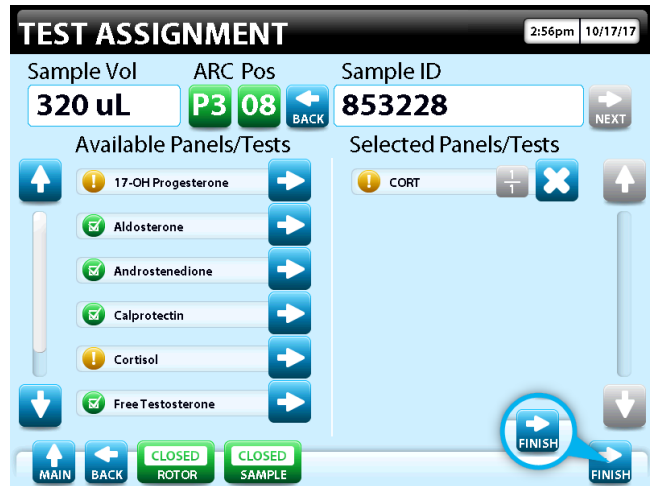 TEST ASSIGNMENT 2:56pm 10/17/17
Sample Vol ARC Pos Sample ID
320 uL P3 08 BACK 853228 NEXT
Available Panels/Tests Selected Panels/Tests
17-OH Progesterone CORT 1/1
Aldosterone
Androstenedione
Calprotectin
Cortisol
Free Testosterone
FINISH
MAIN BACK CLOSED ROTOR CLOSED SAMPLE FINISH